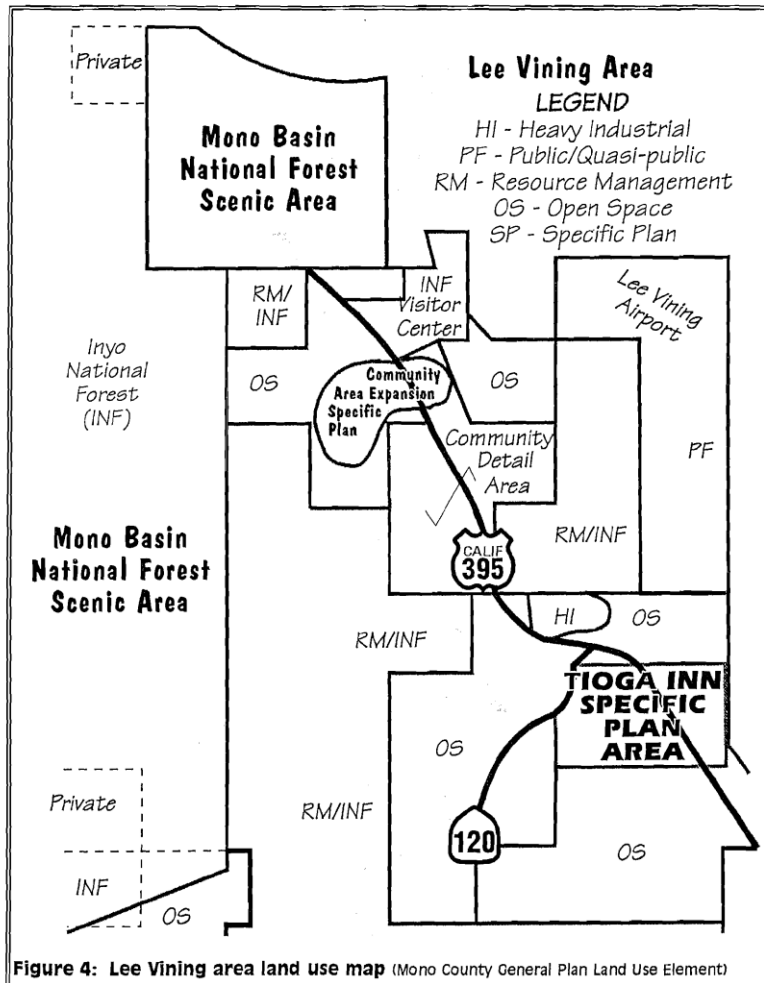 Private
Lee Vining Area
LEGEND
HI - Heavy Industrial
PF - Public/Quasi-public
RM - Resource Management
OS - Open Space
SP - Specific Plan
Mono Basin
National Forest
Scenic Area
Lee Vining
Airport
RM/
INF
INF
Visitor
Center
Inyo
National
Forest
(INF)
OS
Community
Area Expansion
Specific
Plan
OS
Community
Detail
Area
PF
Mono Basin
National Forest
Scenic Area
CALIF
395
RM/INF
RM/INF
HI
OS
TIOGA INN
SPECIFIC
PLAN
AREA
OS
Private
RM/INF
120
OS
INF
OS
Figure 4: Lee Vining area land use map (Mono County General Plan Land Use Element)